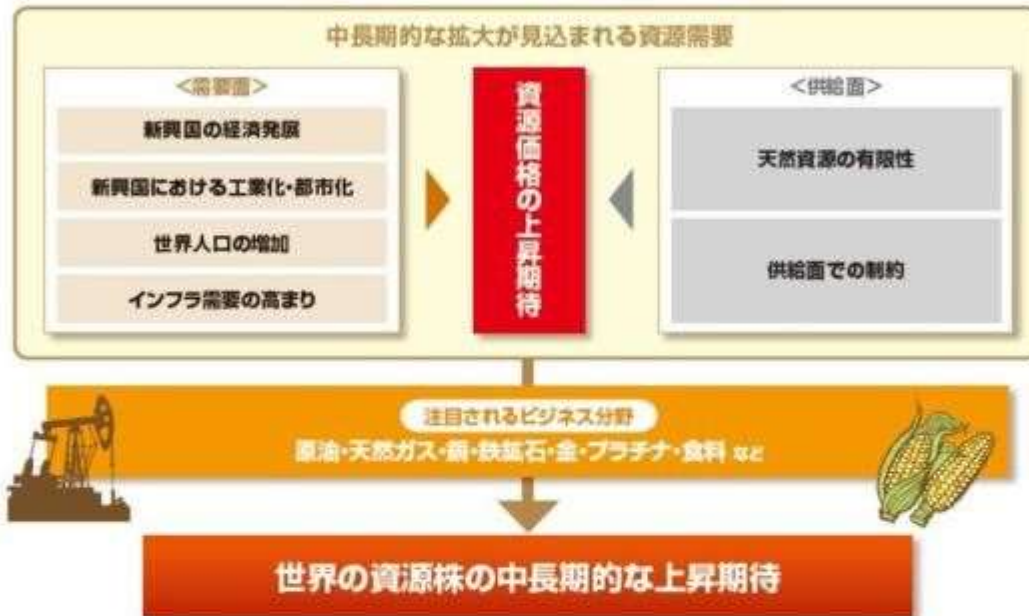 中長期的な拡大が見込まれる資源需要
<需要面>
新興国の経済発展
新興国における工業化・都市化
世界人口の増加
インフラ需要の高まり
資源価格の上昇期待
<供給面>
天然資源の有限性
供給面での制約
注目されるビジネス分野
原油・天然ガス・銅・鉄鉱石・金・プラチナ・食料 など
世界の資源株の中長期的な上昇期待